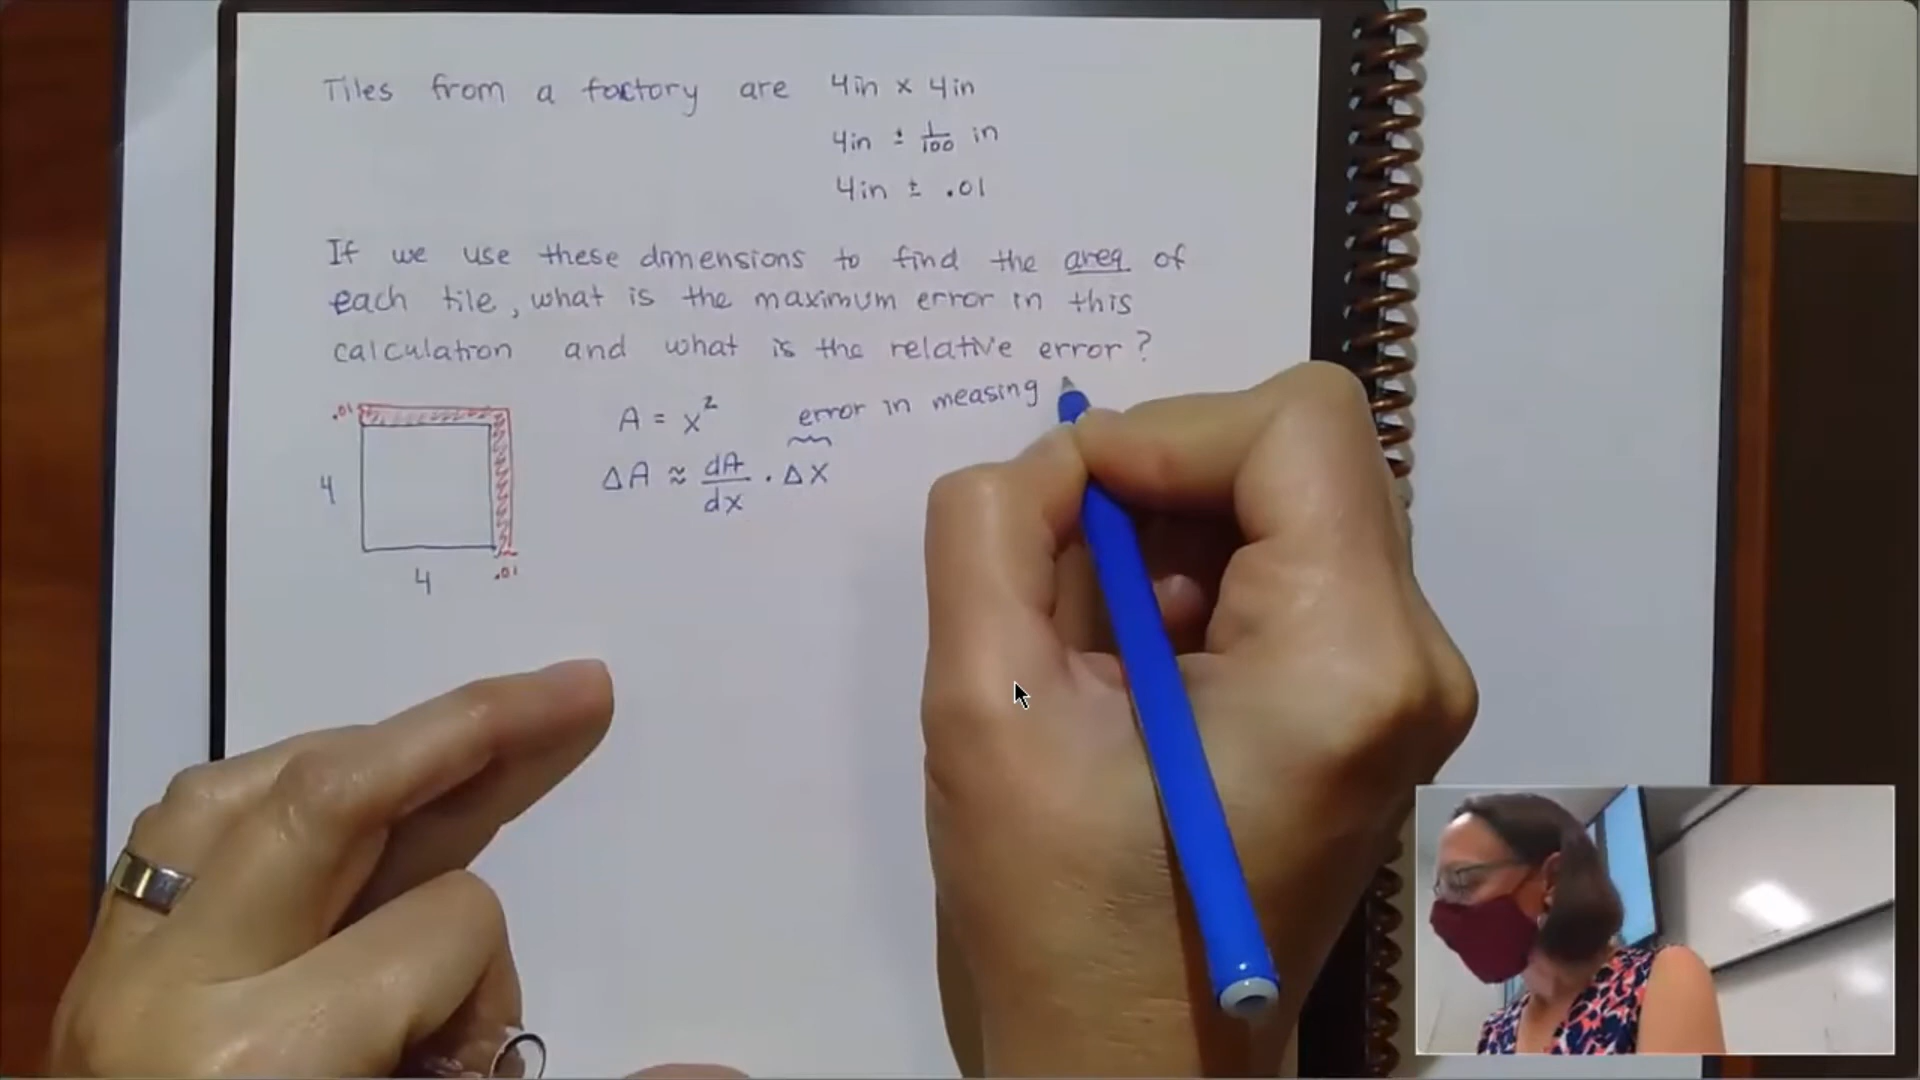 Tiles from a factory are 4in x 4in
4in ± 1/100 in
4in ± .01
If we use these dimensions to find the area of
each tile, what is the maximum error in this
calculation and what is the relative error?
.01
4
4
.01
A = x²
error in measing
ΔA ≈ dA/dx · Δx